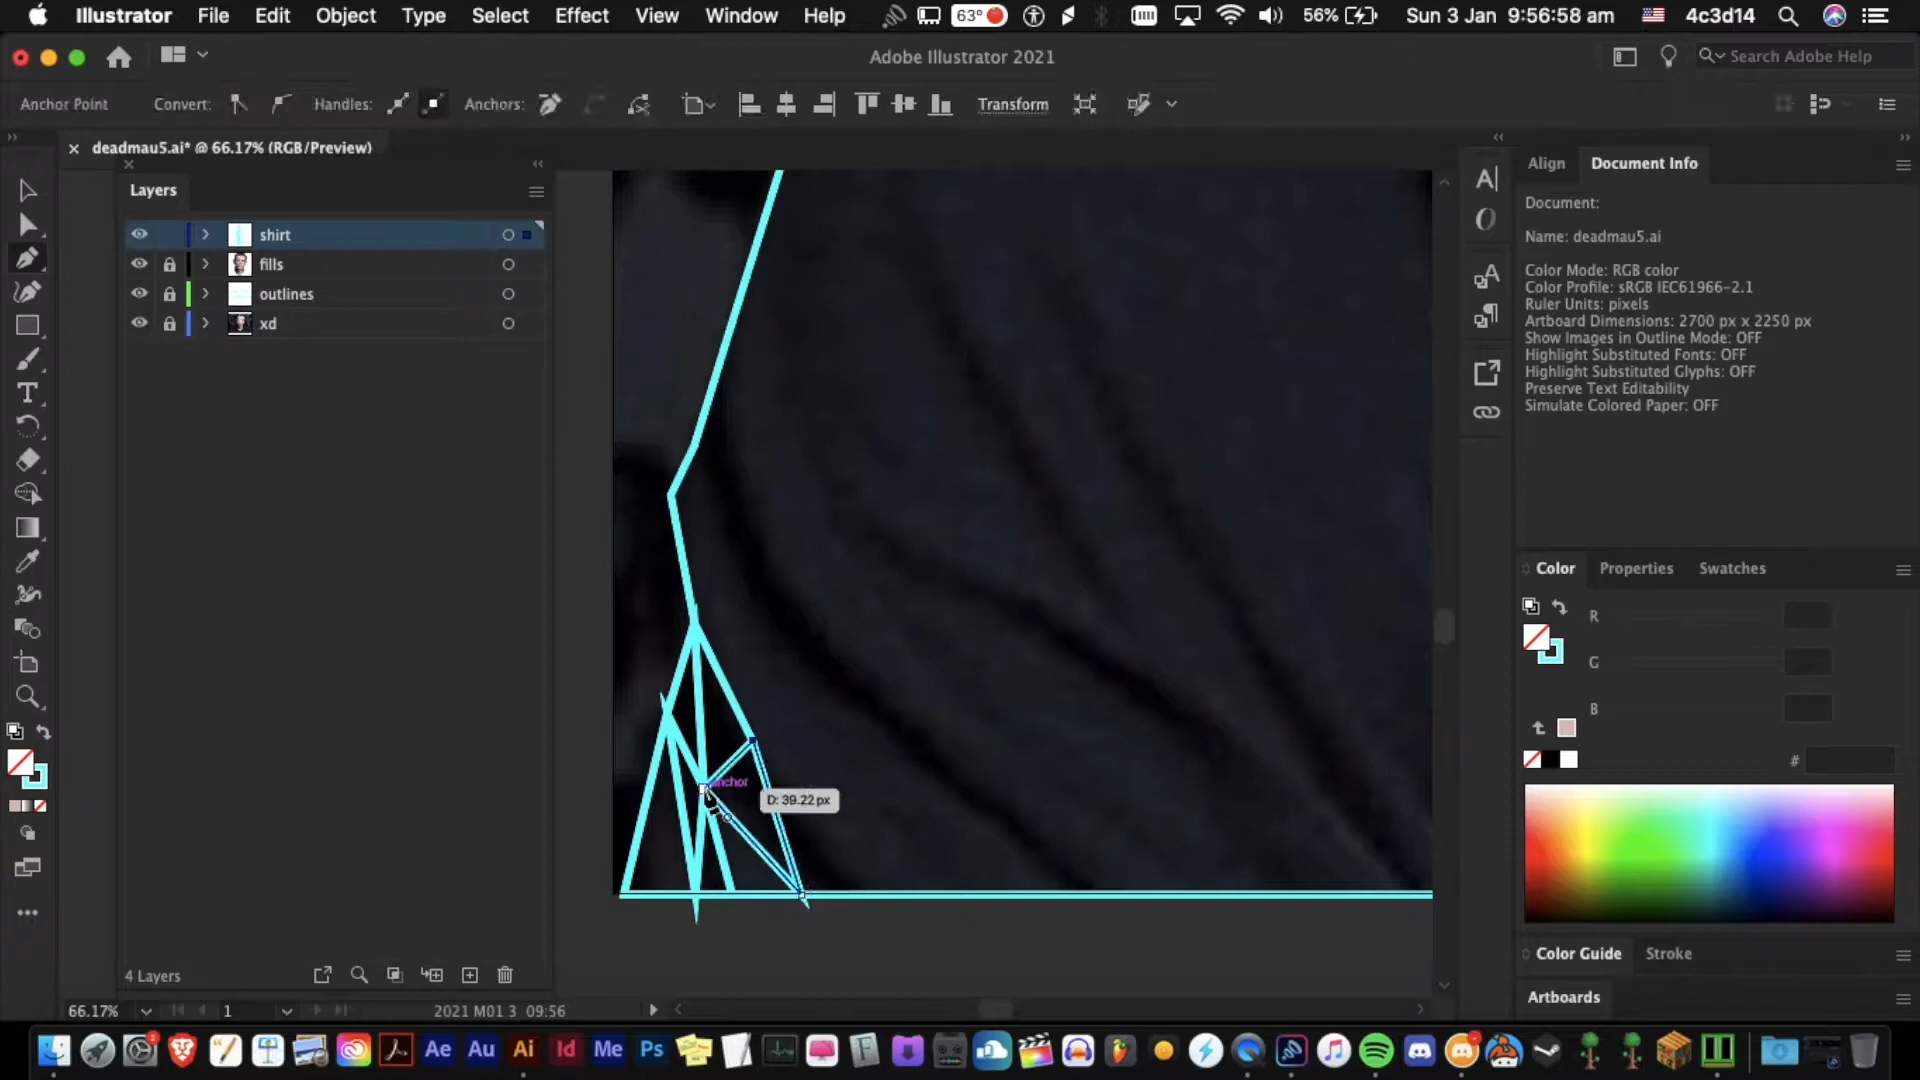 Illustrator File Edit Object Type Select Effect View Window Help 63° 56% Sun 3 Jan 9:56:58 am 4c3d14
Adobe Illustrator 2021
Search Adobe Help
Anchor Point Convert: Handles: Anchors: Transform
deadmau5.ai* @ 66.17% (RGB/Preview)
Layers
shirt
fills
outlines
xd
anchor
D: 39.22 px
Align Document Info
Document:
Name: deadmau5.ai
Color Mode: RGB color
Color Profile: sRGB IEC61966-2.1
Ruler Units: pixels
Artboard Dimensions: 2700 px x 2250 px
Show Images in Outline Mode: OFF
Highlight Substituted Fonts: OFF
Highlight Substituted Glyphs: OFF
Preserve Text Editability
Simulate Colored Paper: OFF
Color Properties Swatches
R
G
B
#
Color Guide Stroke
Artboards
4 Layers
66.17% 1 2021 M01 3 09:56
Ae Au Ai Id Me Ps